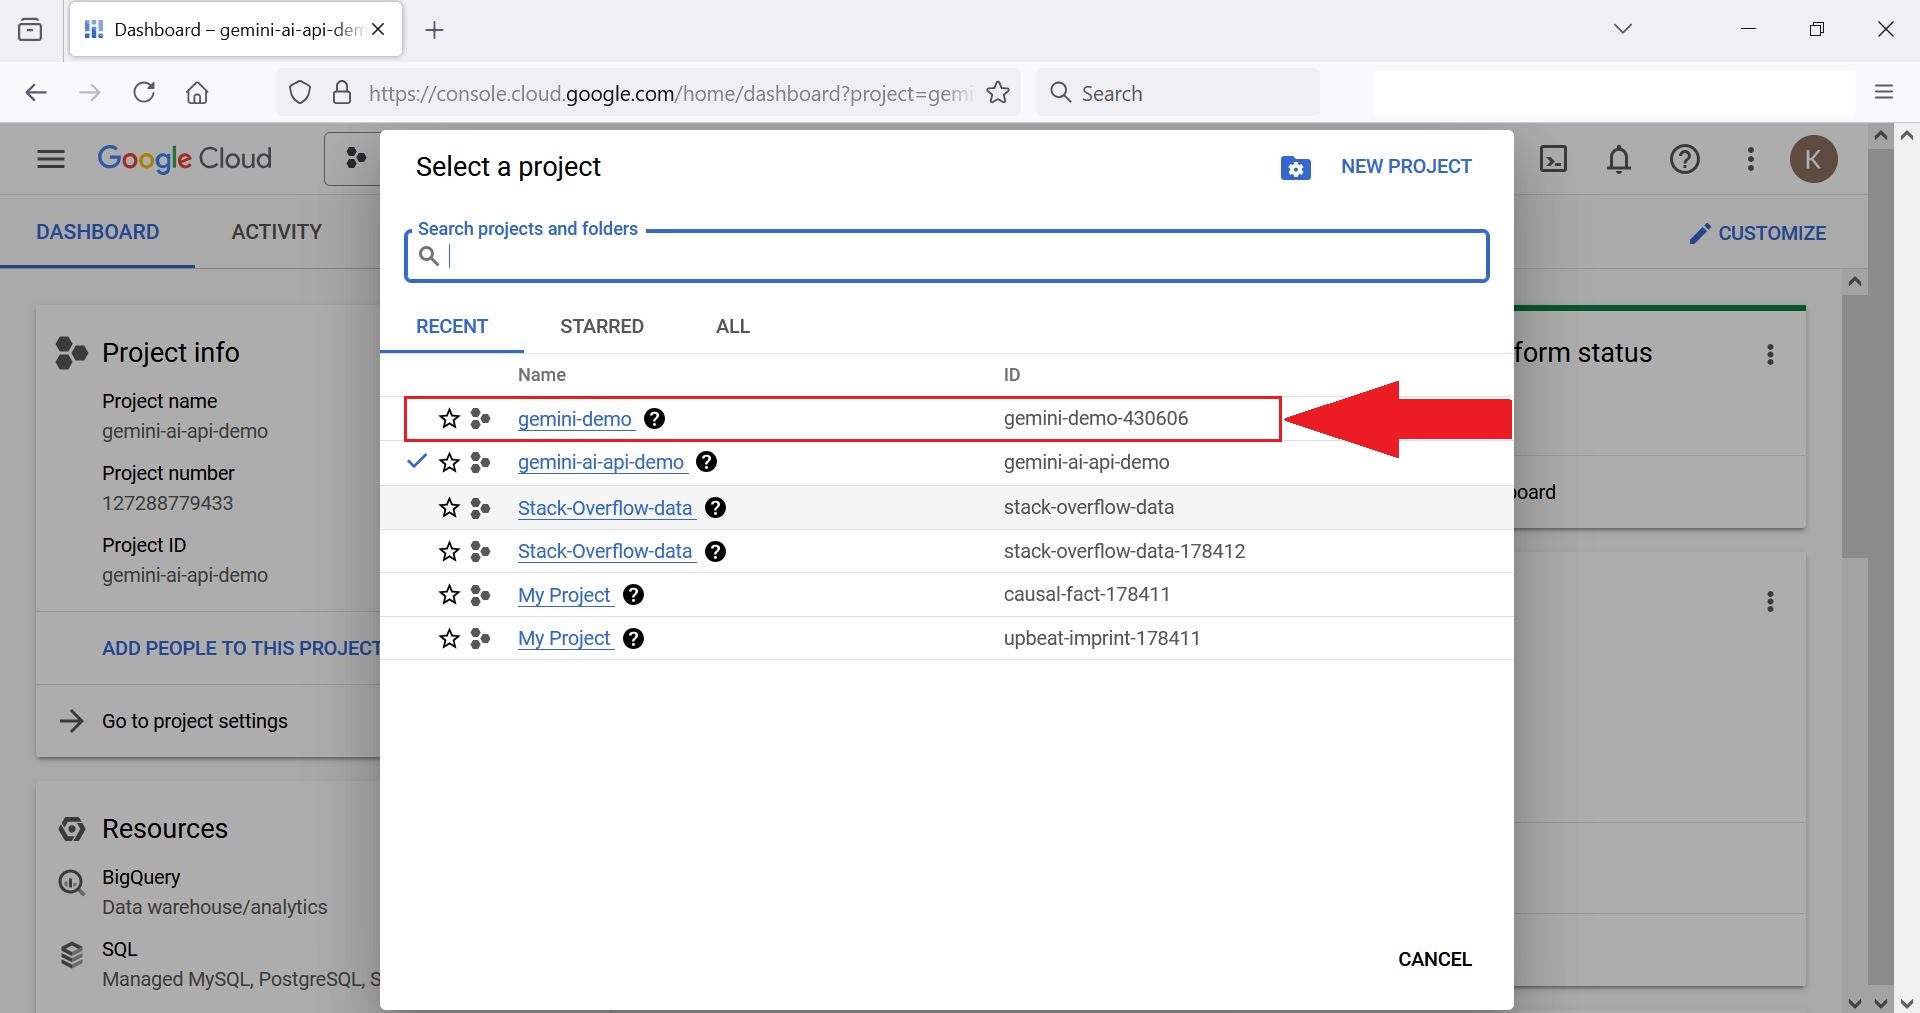 Dashboard – gemini-ai-api-dem
https://console.cloud.google.com/home/dashboard?project=gemi
Search
Google Cloud
K
DASHBOARD
ACTIVITY
CUSTOMIZE
Select a project
NEW PROJECT
Search projects and folders
RECENT
STARRED
ALL
Name
ID
gemini-demo
gemini-demo-430606
gemini-ai-api-demo
gemini-ai-api-demo
Stack-Overflow-data
stack-overflow-data
Stack-Overflow-data
stack-overflow-data-178412
My Project
causal-fact-178411
My Project
upbeat-imprint-178411
CANCEL
Project info
Project name
gemini-ai-api-demo
Project number
127288779433
Project ID
gemini-ai-api-demo
ADD PEOPLE TO THIS PROJECT
Go to project settings
Resources
BigQuery
Data warehouse/analytics
SQL
Managed MySQL, PostgreSQL, S
form status
board